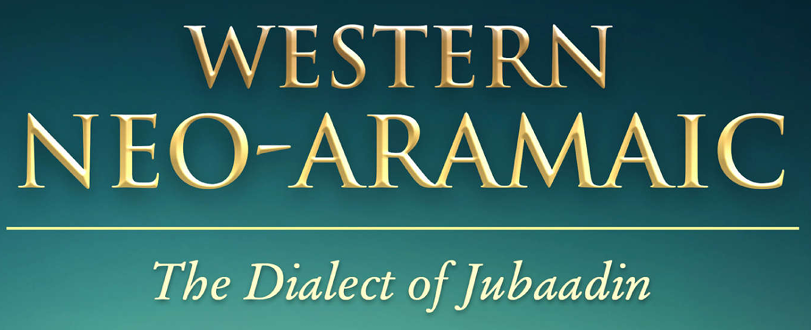 WESTERN
NEO-ARAMAIC
The Dialect of Jubaadin